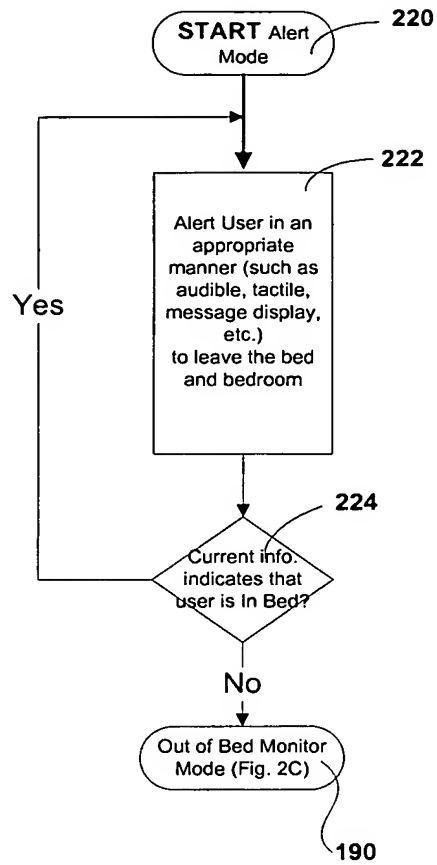 START Alert
Mode
220
222
Alert User in an
appropriate
manner (such as
audible, tactile,
message display,
etc.)
to leave the bed
and bedroom
Yes
224
Current info.
indicates that
user is In Bed?
No
Out of Bed Monitor
Mode (Fig. 2C)
190